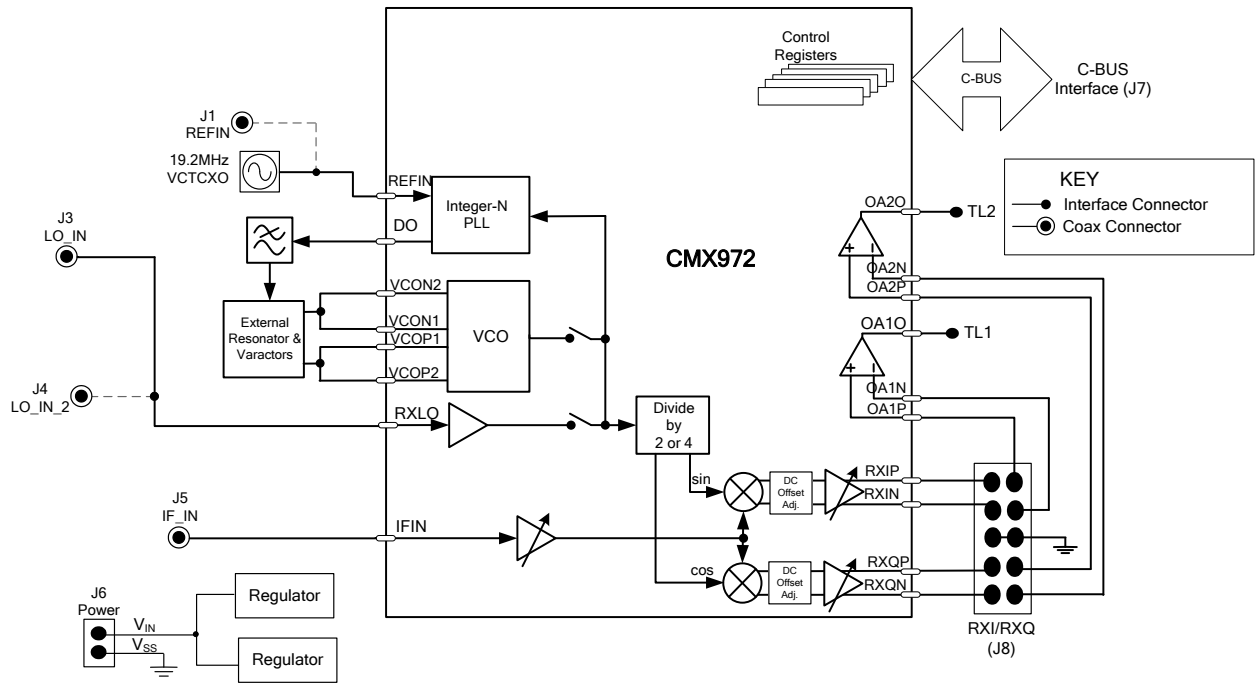 Control
Registers
C-BUS
C-BUS
Interface (J7)
J1
REFIN
19.2MHz
VCTCXO
REFIN
Integer-N
PLL
DO
J3
LO_IN
CMX972
KEY
Interface Connector
Coax Connector
OA2O
TL2
+ –
OA2N
OA2P
VCON2
VCON1
VCOP1
VCOP2
External
Resonator &
Varactors
VCO
OA1O
TL1
+ –
OA1N
OA1P
J4
LO_IN_2
RXLO
Divide
by
2 or 4
sin
DC
Offset
Adj.
RXIP
RXIN
J5
IF_IN
IFIN
cos
DC
Offset
Adj.
RXQP
RXQN
RXI/RXQ
(J8)
J6
Power
VIN
VSS
Regulator
Regulator